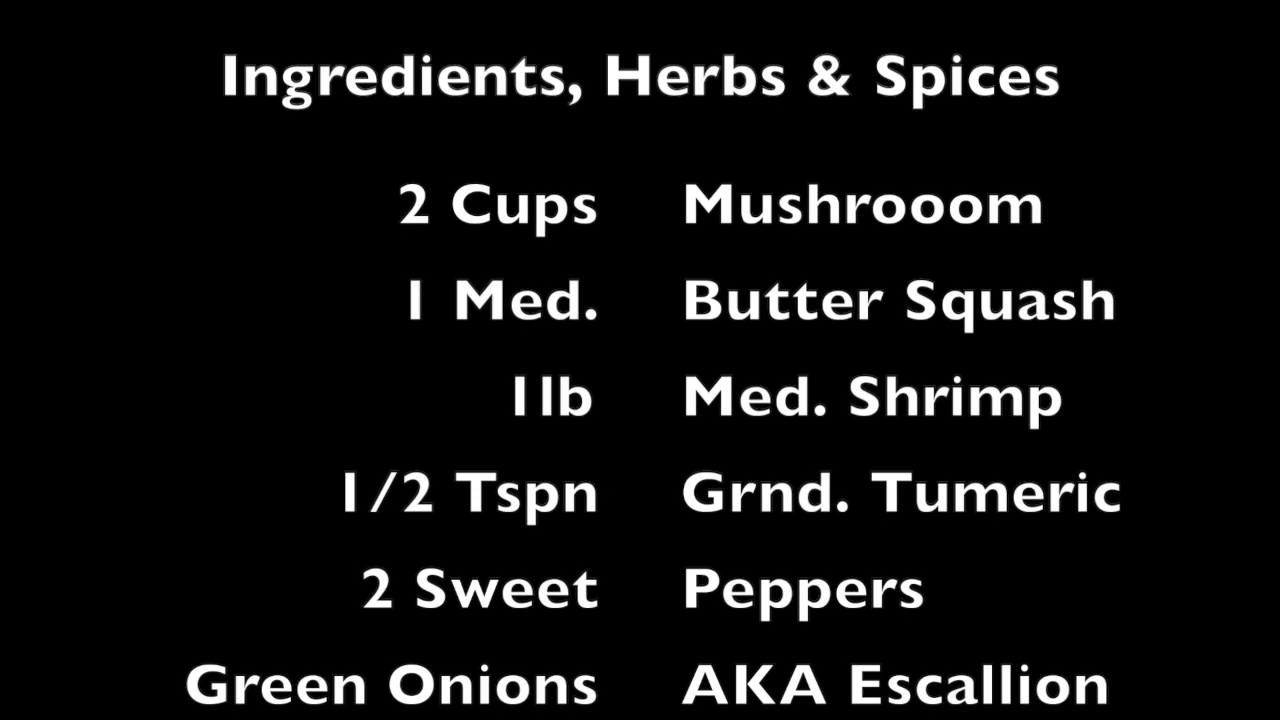 Ingredients, Herbs & Spices
2 Cups Mushrooom
1 Med. Butter Squash
1lb Med. Shrimp
1/2 Tspn Grnd. Tumeric
2 Sweet Peppers
Green Onions AKA Escallion